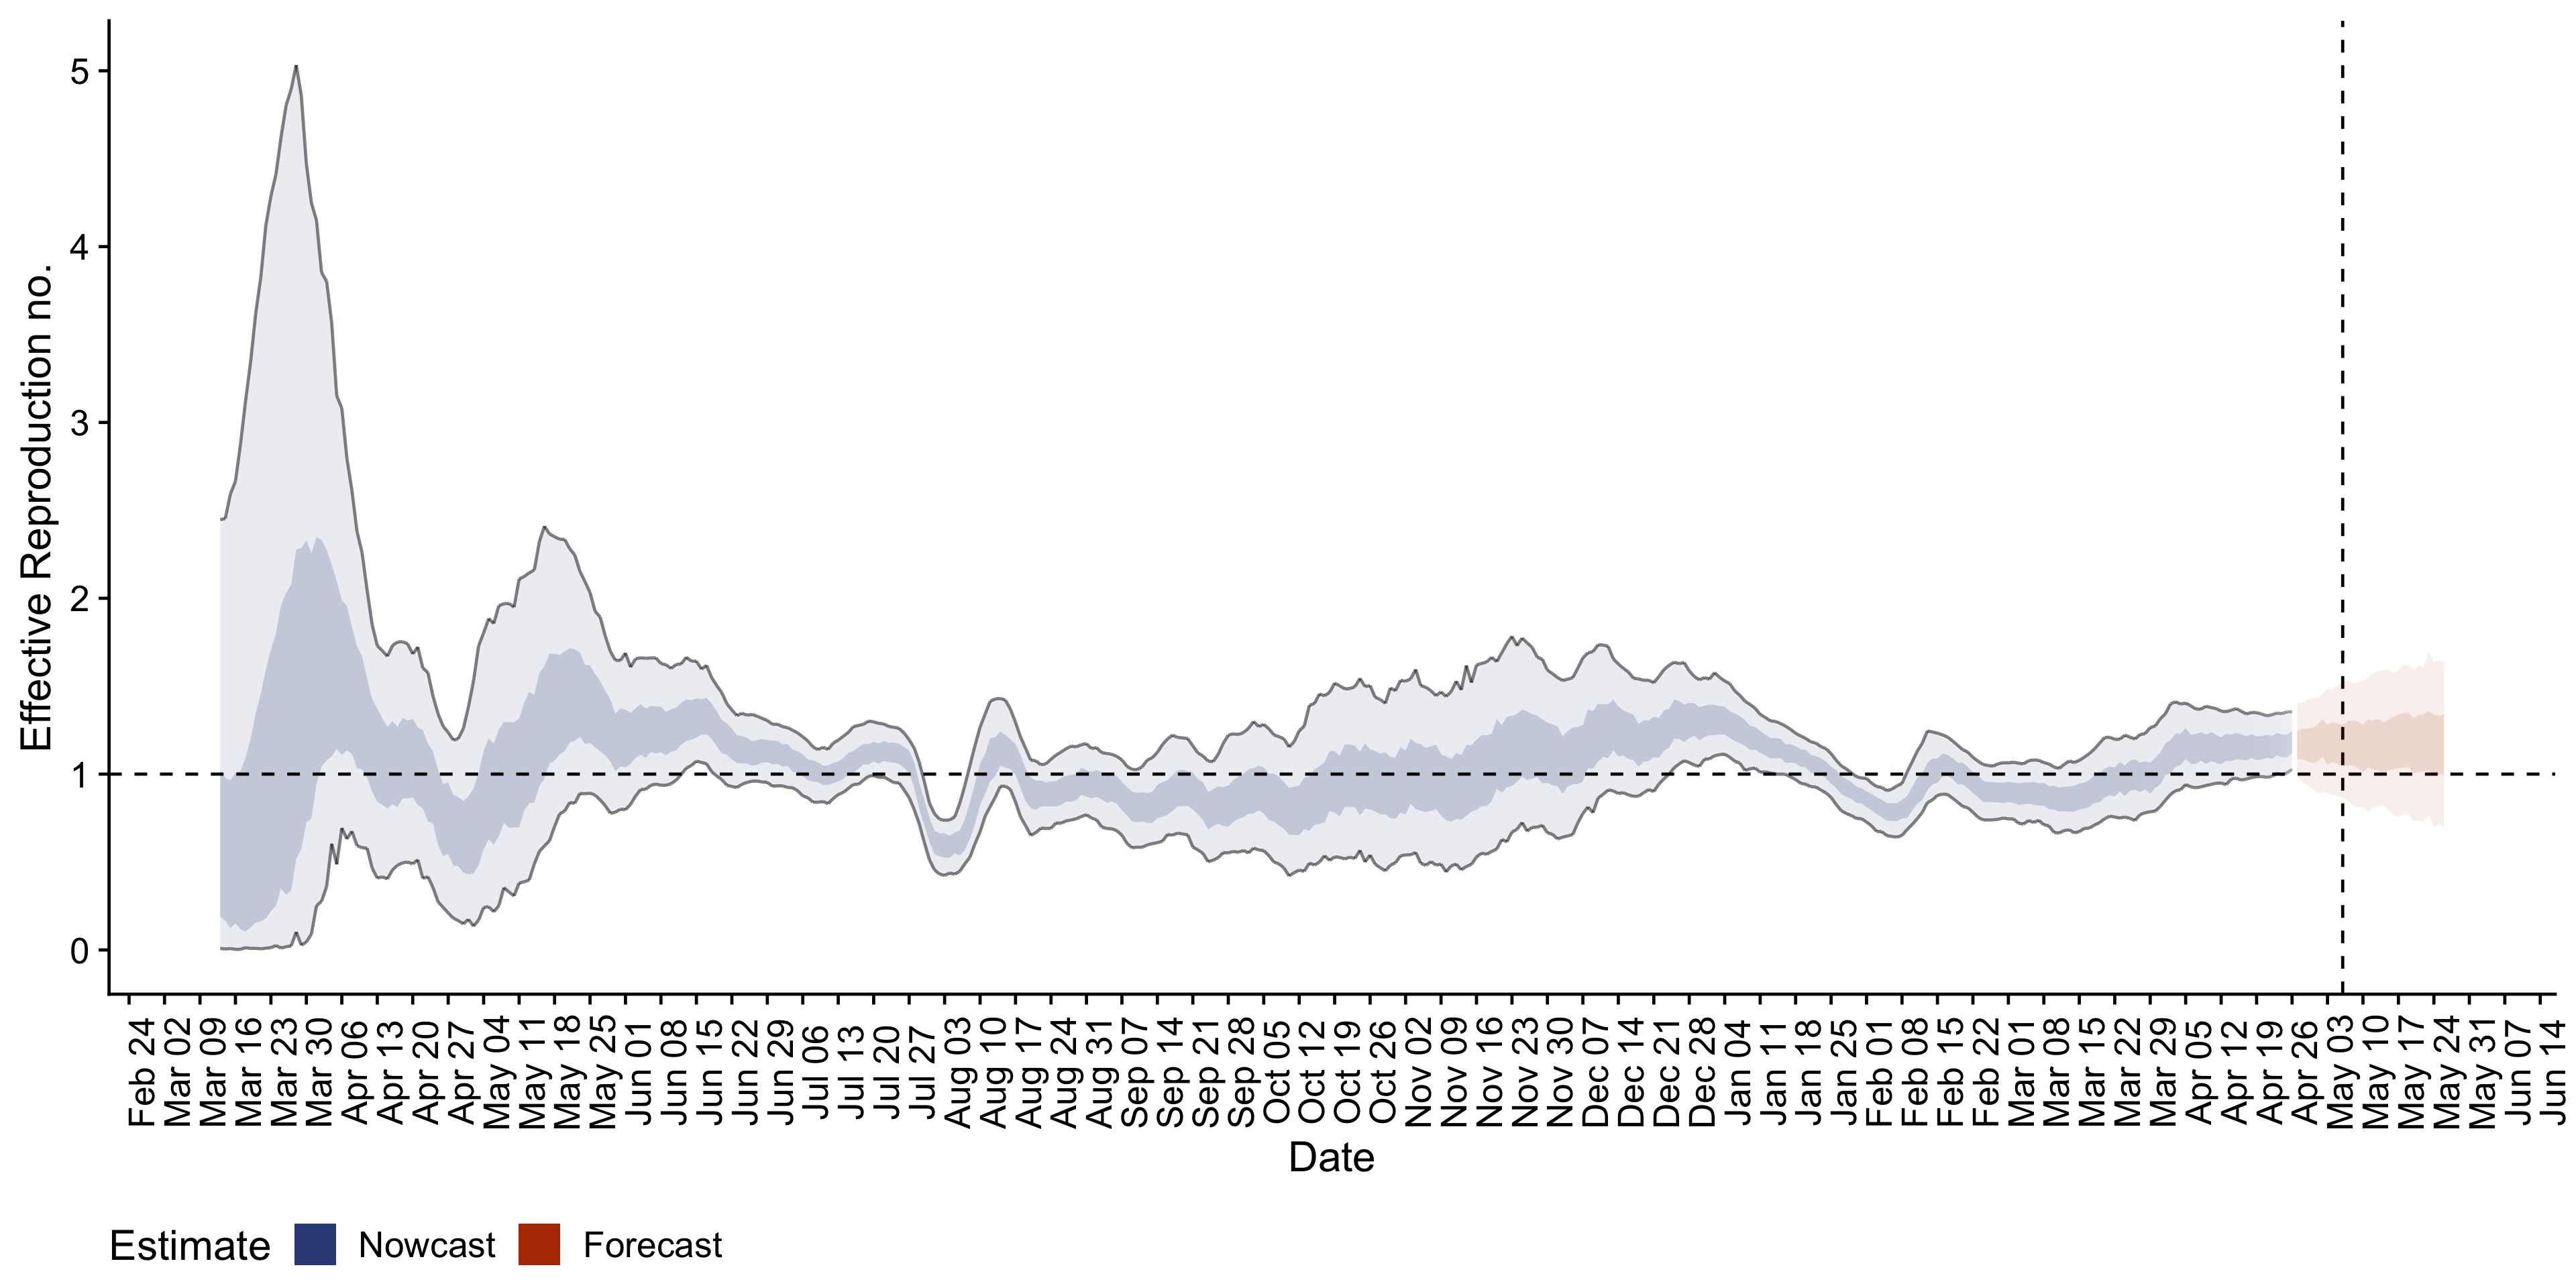 Effective Reproduction no.
5
4
3
2
1
0
Feb 24
Mar 02
Mar 09
Mar 16
Mar 23
Mar 30
Apr 06
Apr 13
Apr 20
Apr 27
May 04
May 11
May 18
May 25
Jun 01
Jun 08
Jun 15
Jun 22
Jun 29
Jul 06
Jul 13
Jul 20
Jul 27
Aug 03
Aug 10
Aug 17
Aug 24
Aug 31
Sep 07
Sep 14
Sep 21
Sep 28
Oct 05
Oct 12
Oct 19
Oct 26
Nov 02
Nov 09
Nov 16
Nov 23
Nov 30
Dec 07
Dec 14
Dec 21
Dec 28
Jan 04
Jan 11
Jan 18
Jan 25
Feb 01
Feb 08
Feb 15
Feb 22
Mar 01
Mar 08
Mar 15
Mar 22
Mar 29
Apr 05
Apr 12
Apr 19
Apr 26
May 03
May 10
May 17
May 24
May 31
Jun 07
Jun 14
Date
Estimate Nowcast Forecast